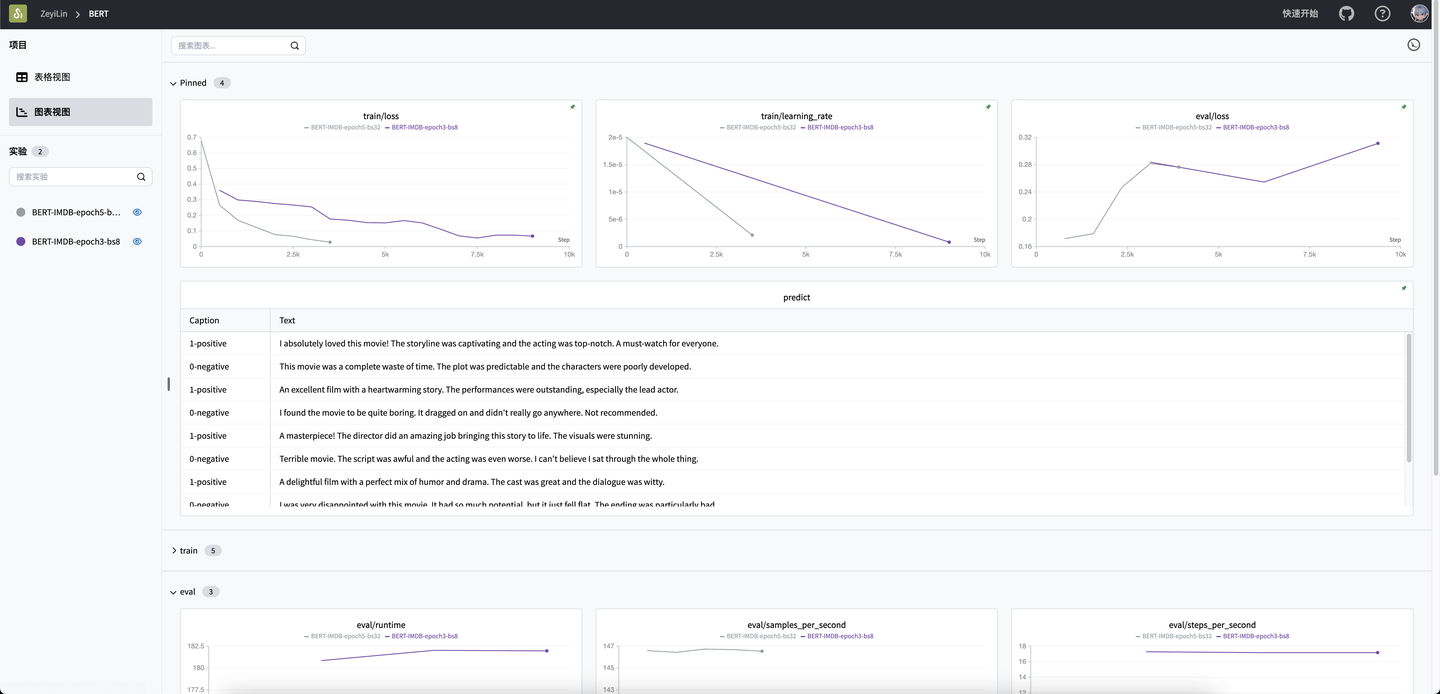 ZeyiLin > BERT
快速开始
项目
表格视图
图表视图
实验 2
搜索实验
BERT-IMDB-epoch5-b...
BERT-IMDB-epoch3-bs8
搜索图表...
Pinned 4
train/loss
BERT-IMDB-epoch5-bs32 BERT-IMDB-epoch3-bs8
0.7
0.6
0.5
0.4
0.3
0.2
0.1
0
Step
0 2.5k 5k 7.5k 10k
train/learning_rate
BERT-IMDB-epoch5-bs32 BERT-IMDB-epoch3-bs8
2e-5
1.5e-5
1e-5
5e-6
0
Step
0 2.5k 5k 7.5k 10k
eval/loss
BERT-IMDB-epoch5-bs32 BERT-IMDB-epoch3-bs8
0.32
0.28
0.24
0.2
0.16
Step
0 2.5k 5k 7.5k 10k
predict
Caption Text
1-positive I absolutely loved this movie! The storyline was captivating and the acting was top-notch. A must-watch for everyone.
0-negative This movie was a complete waste of time. The plot was predictable and the characters were poorly developed.
1-positive An excellent film with a heartwarming story. The performances were outstanding, especially the lead actor.
0-negative I found the movie to be quite boring. It dragged on and didn't really go anywhere. Not recommended.
1-positive A masterpiece! The director did an amazing job bringing this story to life. The visuals were stunning.
0-negative Terrible movie. The script was awful and the acting was even worse. I can't believe I sat through the whole thing.
1-positive A delightful film with a perfect mix of humor and drama. The cast was great and the dialogue was witty.
0-negative I was very disappointed with this movie. It had so much potential, but it just fell flat. The ending was particularly bad.
train 5
eval 3
eval/runtime
BERT-IMDB-epoch5-bs32 BERT-IMDB-epoch3-bs8
182.5
180
177.5
eval/samples_per_second
BERT-IMDB-epoch5-bs32 BERT-IMDB-epoch3-bs8
147
145
143
eval/steps_per_second
BERT-IMDB-epoch5-bs32 BERT-IMDB-epoch3-bs8
18
16
14
12